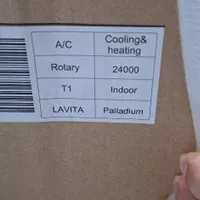 A/C Cooling&
heating
Rotary 24000
T1 Indoor
LAVITA Palladium